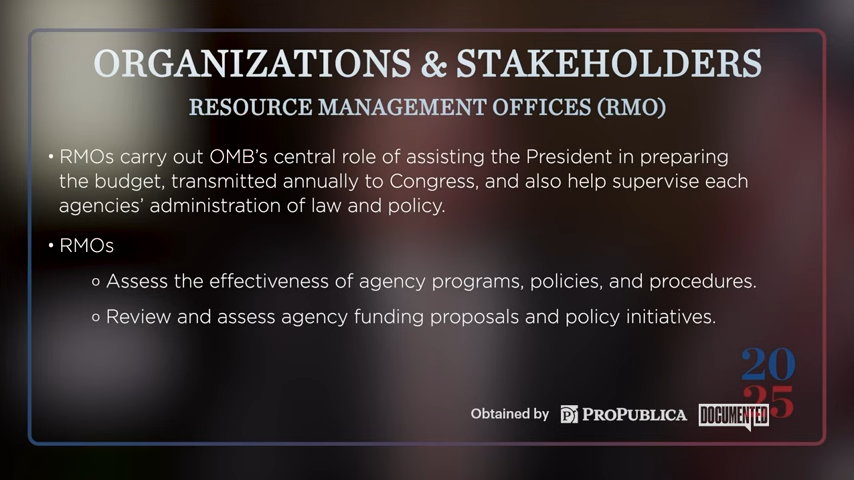 ORGANIZATIONS & STAKEHOLDERS
RESOURCE MANAGEMENT OFFICES (RMO)
• RMOs carry out OMB's central role of assisting the President in preparing
the budget, transmitted annually to Congress, and also help supervise each
agencies' administration of law and policy.
• RMOs
o Assess the effectiveness of agency programs, policies, and procedures.
o Review and assess agency funding proposals and policy initiatives.
20
25
Obtained by PROPUBLICA DOCUMENTED